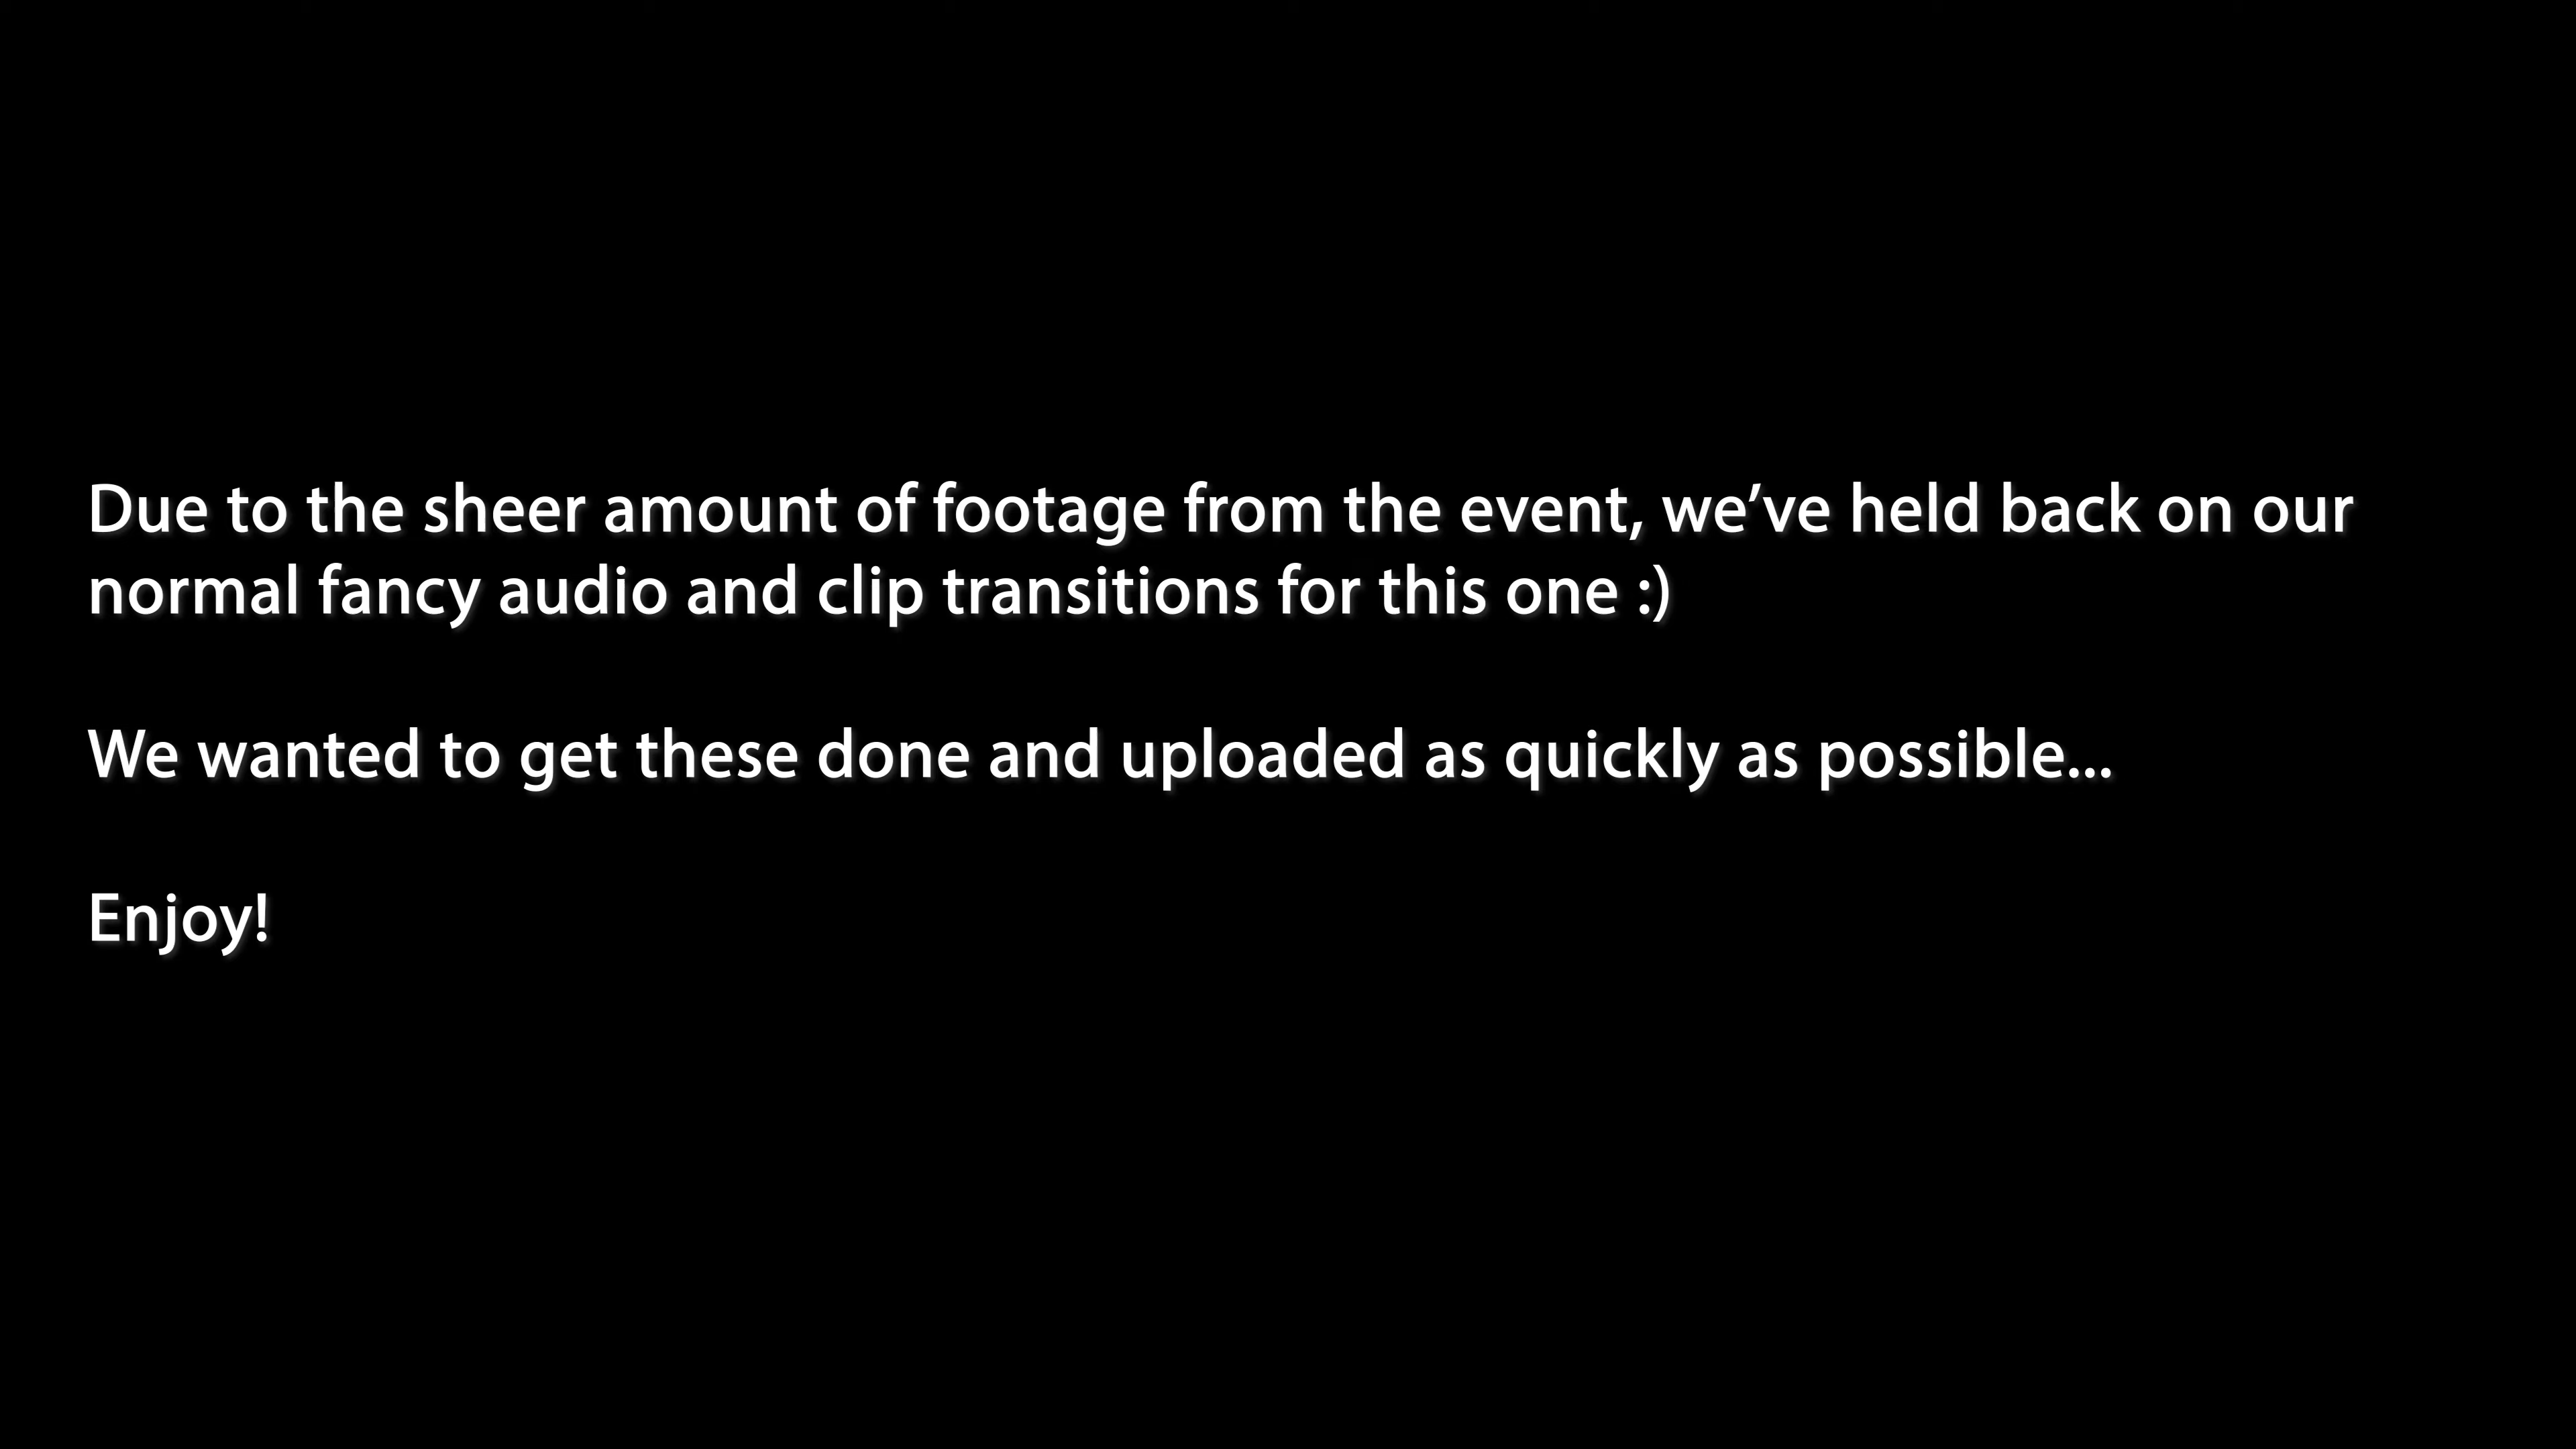 Due to the sheer amount of footage from the event, we’ve held back on our
normal fancy audio and clip transitions for this one :)
We wanted to get these done and uploaded as quickly as possible...
Enjoy!